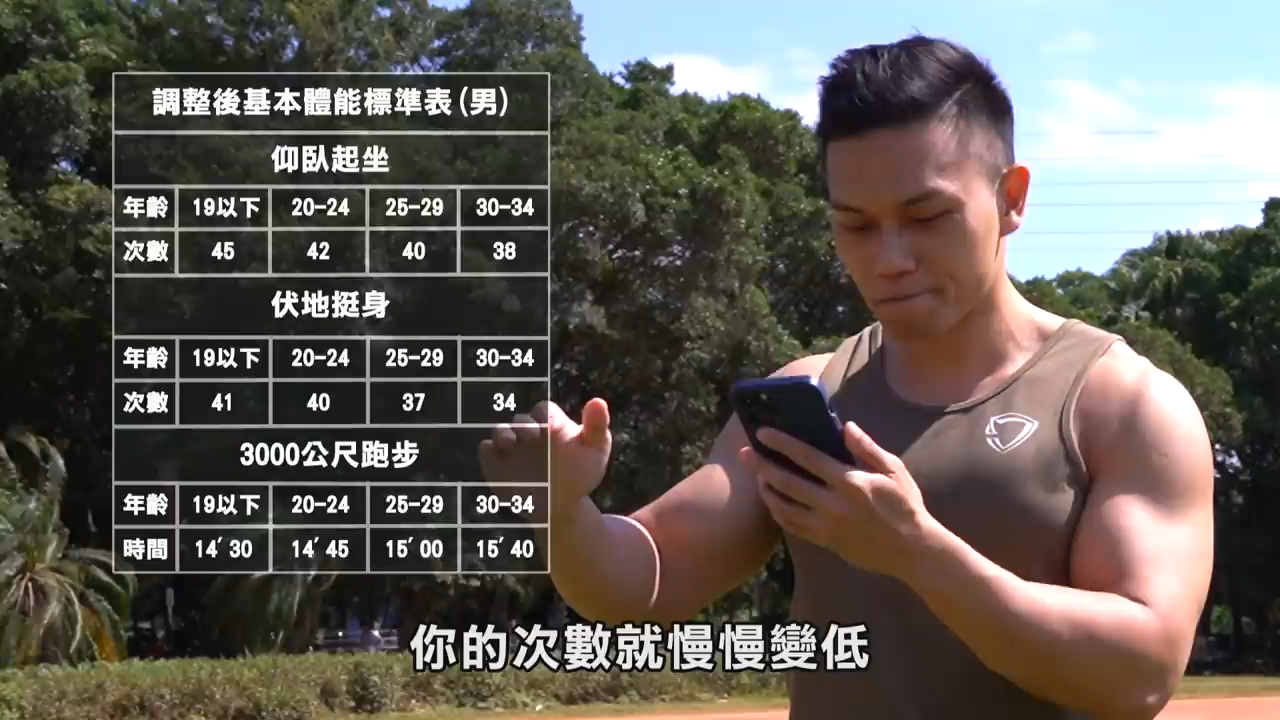 調整後基本體能標準表(男)
仰臥起坐
年齡 19以下 20-24 25-29 30-34
次數 45 42 40 38
伏地挺身
年齡 19以下 20-24 25-29 30-34
次數 41 40 37 34
3000公尺跑步
年齡 19以下 20-24 25-29 30-34
時間 14′30 14′45 15′00 15′40
你的次數就慢慢變低